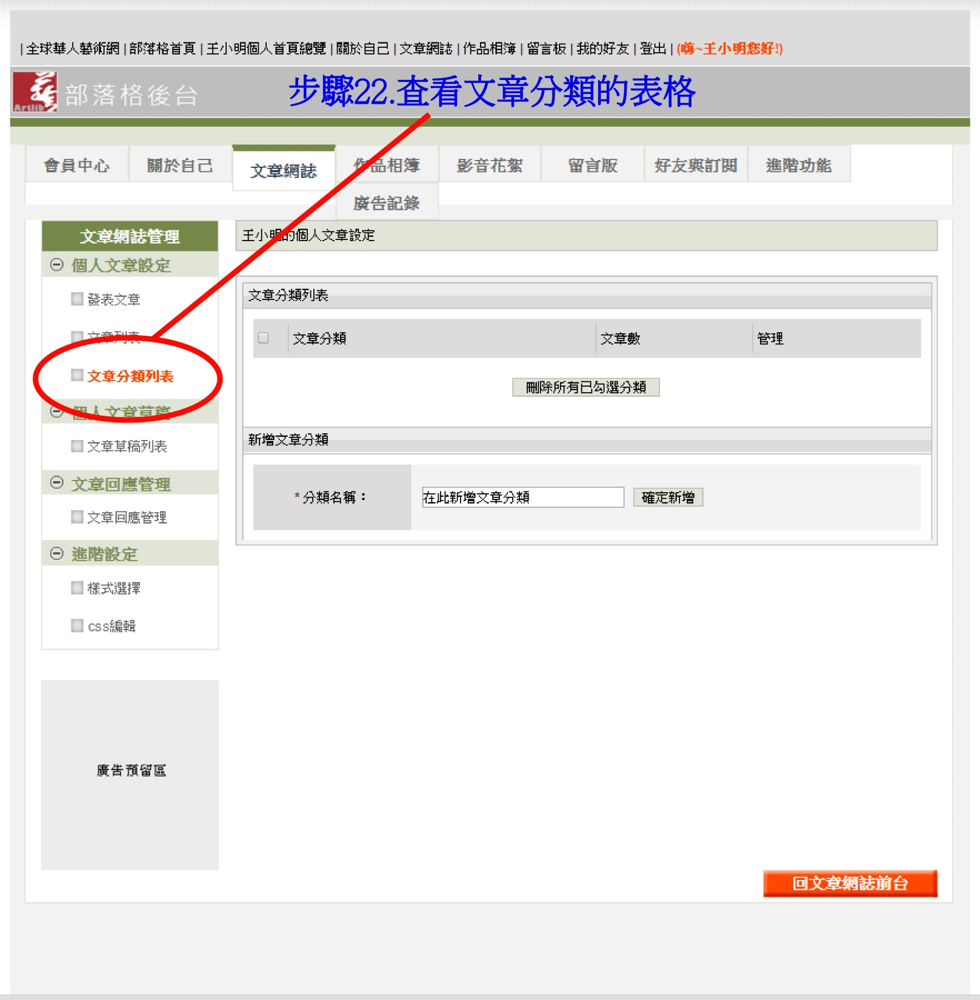 |全球華人藝術網|部落格首頁|王小明個人首頁總覽|關於自己|文章網誌|作品相簿|留言板|我的好友|登出|(嗨~王小明您好!)
Artlib 部落格後台
步驟22.查看文章分類的表格
會員中心 關於自己 文章網誌 作品相簿 影音花絮 留言版 好友與訂閱 進階功能
廣告記錄
文章網誌管理
個人文章設定
發表文章
文章列表
文章分類列表
個人文章草稿
文章草稿列表
文章回應管理
文章回應管理
進階設定
樣式選擇
css編輯
廣告預留區
王小明的個人文章設定
文章分類列表
文章分類 文章數 管理
刪除所有已勾選分類
新增文章分類
*分類名稱： 在此新增文章分類 確定新增
回文章網誌前台